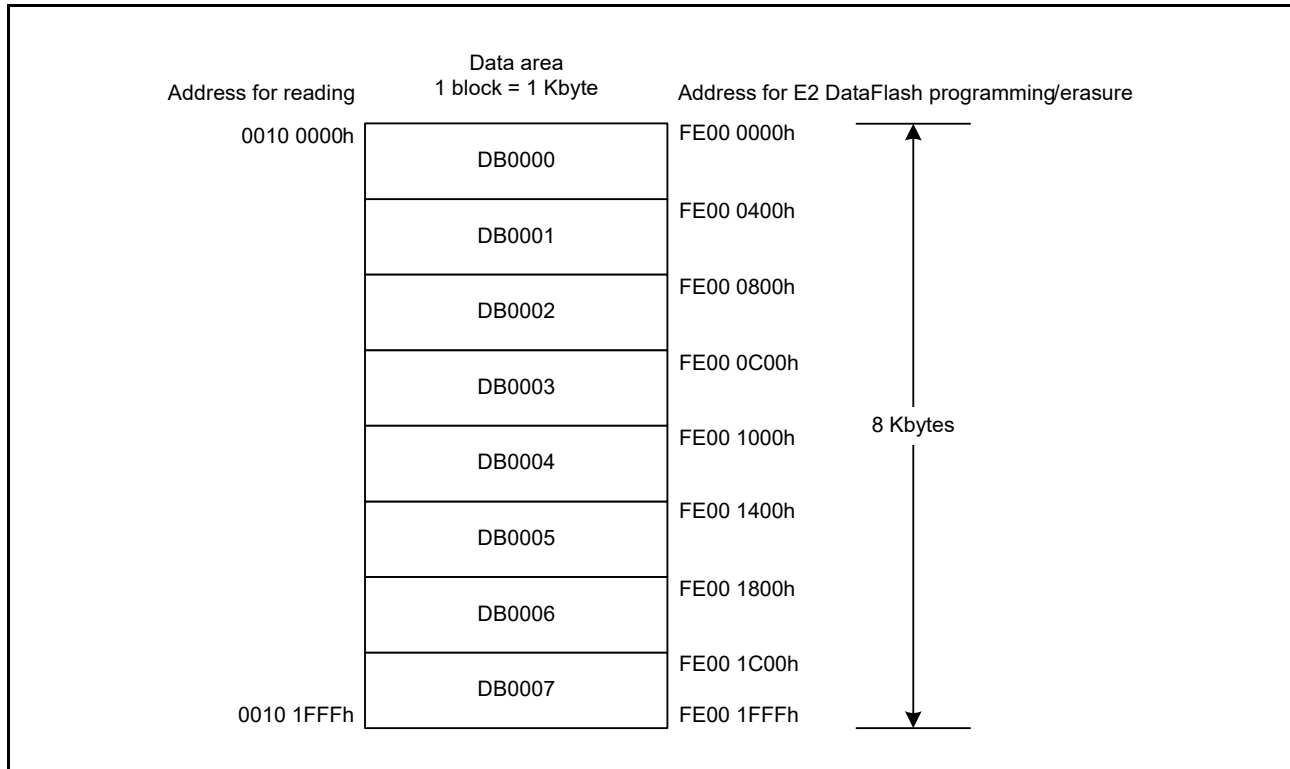 Data area
1 block = 1 Kbyte
Address for reading
Address for E2 DataFlash programming/erasure
0010 0000h
FE00 0000h
DB0000
FE00 0400h
DB0001
FE00 0800h
DB0002
FE00 0C00h
DB0003
FE00 1000h
8 Kbytes
DB0004
FE00 1400h
DB0005
FE00 1800h
DB0006
FE00 1C00h
DB0007
0010 1FFFh
FE00 1FFFh